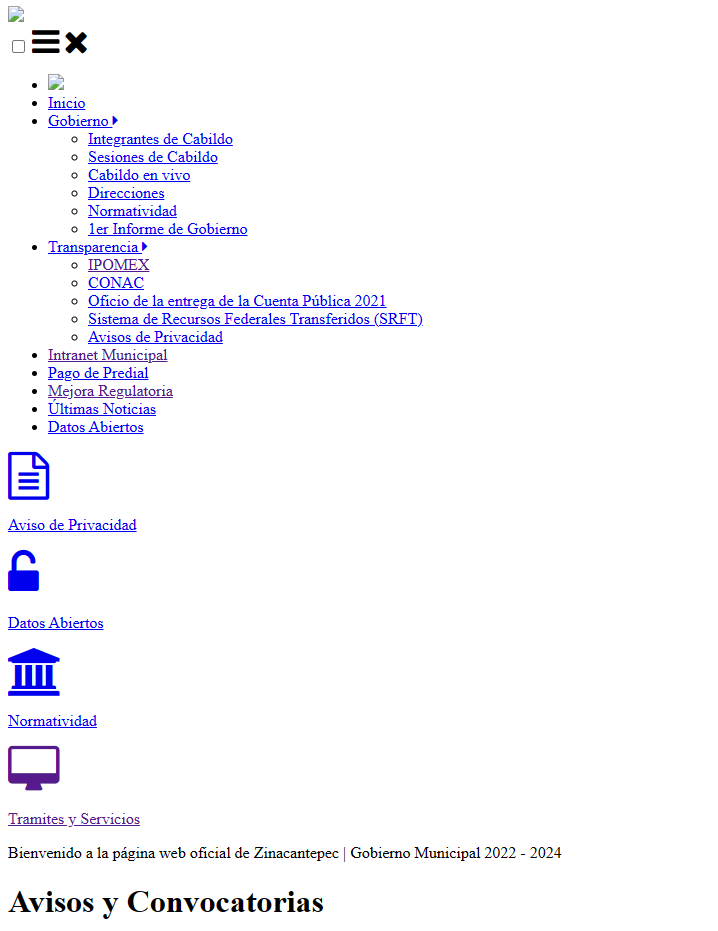 Inicio
Gobierno
Integrantes de Cabildo
Sesiones de Cabildo
Cabildo en vivo
Direcciones
Normatividad
1er Informe de Gobierno
Transparencia
IPOMEX
CONAC
Oficio de la entrega de la Cuenta Pública 2021
Sistema de Recursos Federales Transferidos (SRFT)
Avisos de Privacidad
Intranet Municipal
Pago de Predial
Mejora Regulatoria
Últimas Noticias
Datos Abiertos
Aviso de Privacidad
Datos Abiertos
Normatividad
Tramites y Servicios
Bienvenido a la página web oficial de Zinacantepec | Gobierno Municipal 2022 - 2024
Avisos y Convocatorias